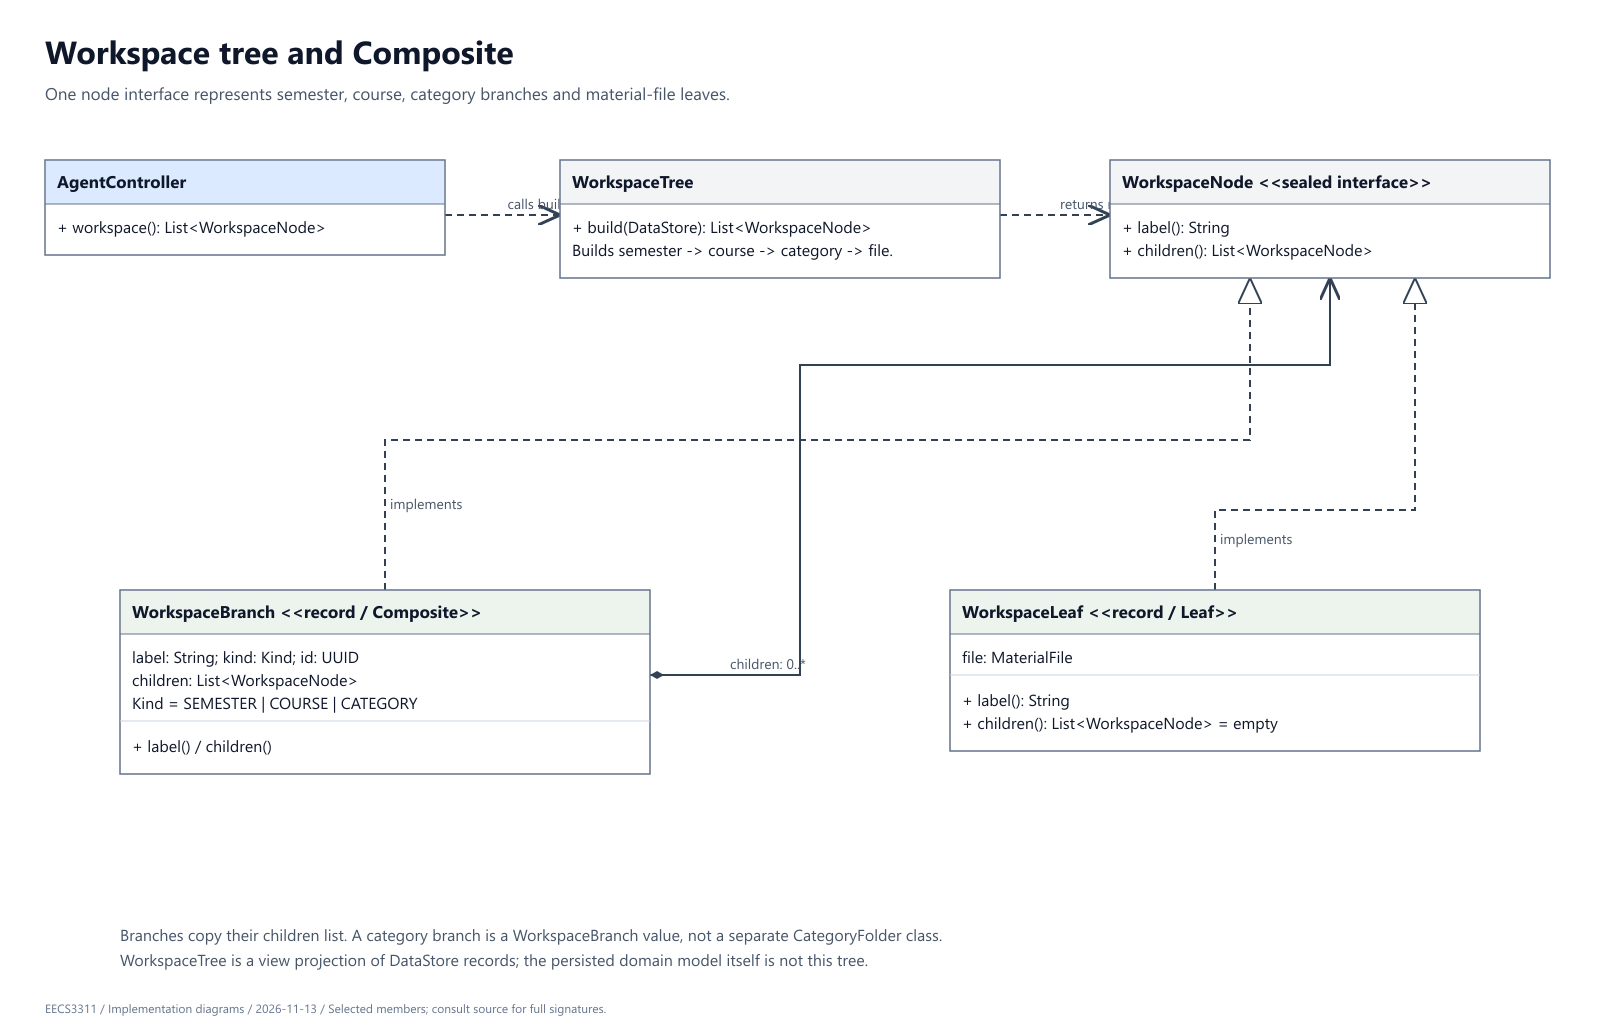 Workspace tree and Composite
One node interface represents semester, course, category branches and material-file leaves.
AgentController
+ workspace(): List<WorkspaceNode>
calls
WorkspaceTree
+ build(DataStore): List<WorkspaceNode>
Builds semester -> course -> category -> file.
returns
WorkspaceNode <<sealed interface>>
+ label(): String
+ children(): List<WorkspaceNode>
implements
implements
WorkspaceBranch <<record / Composite>>
label: String; kind: Kind; id: UUID
children: List<WorkspaceNode>
Kind = SEMESTER | COURSE | CATEGORY
+ label() / children()
children: 0..*
WorkspaceLeaf <<record / Leaf>>
file: MaterialFile
+ label(): String
+ children(): List<WorkspaceNode> = empty
Branches copy their children list. A category branch is a WorkspaceBranch value, not a separate CategoryFolder class.
WorkspaceTree is a view projection of DataStore records; the persisted domain model itself is not this tree.
EECS3311 / Implementation diagrams / 2026-11-13 / Selected members; consult source for full signatures.